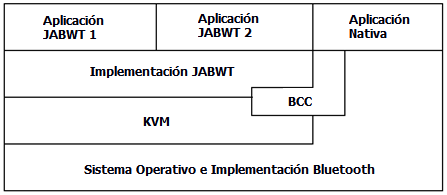 Aplicación
JABWT 1
Aplicación
JABWT 2
Aplicación
Nativa
Implementación JABWT
BCC
KVM
Sistema Operativo e Implementación Bluetooth